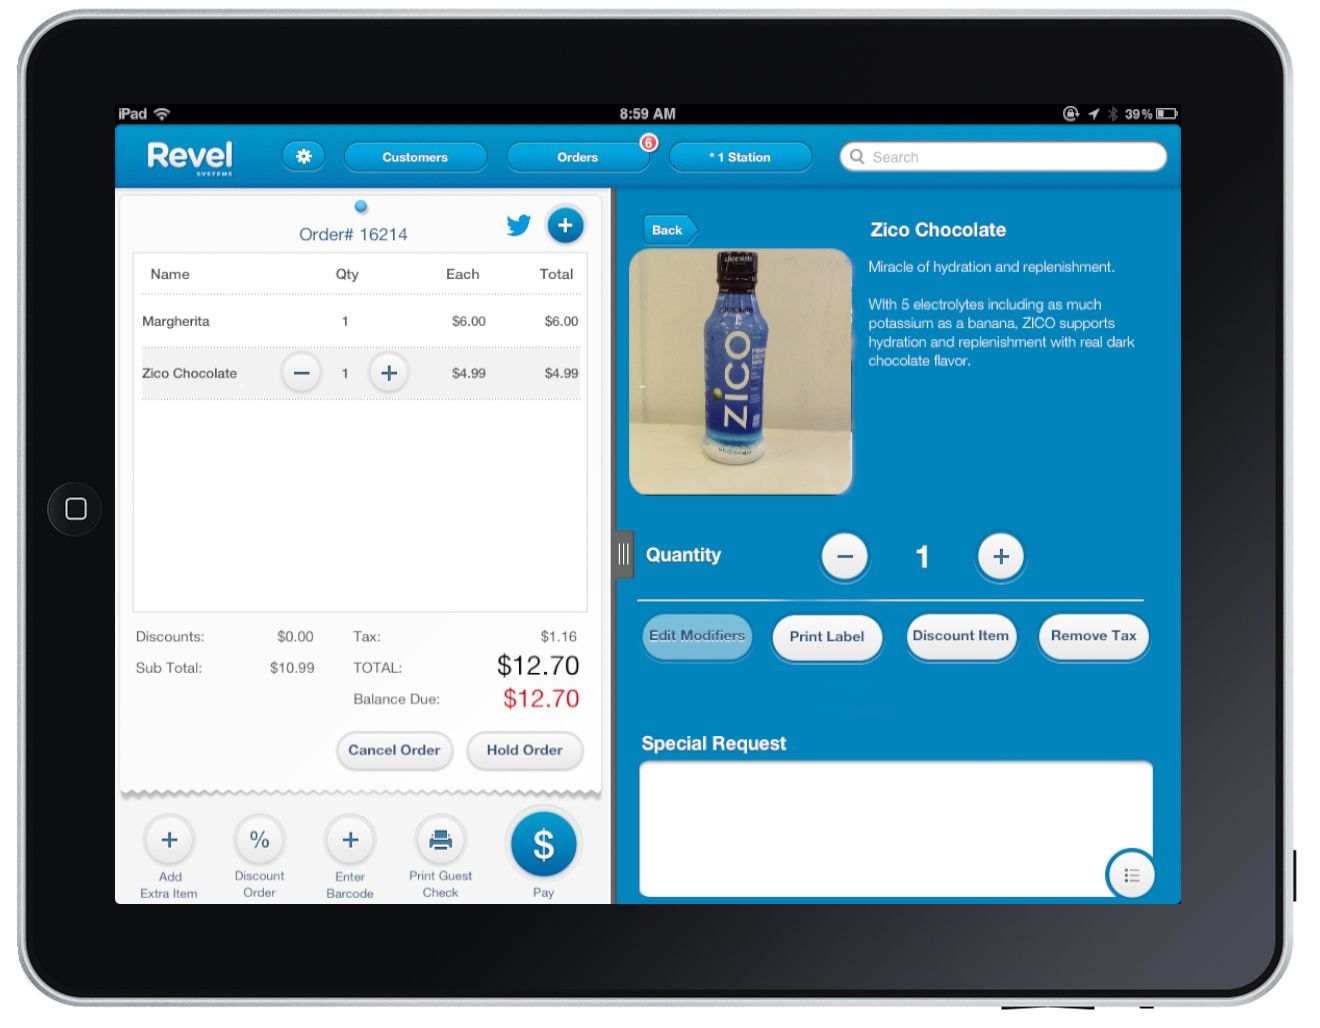 iPad
8:59 AM
39%
Revel
SYSTEMS
Customers
Orders
6
* 1 Station
Search
Order# 16214
Name Qty Each Total
Margherita 1 $6.00 $6.00
Zico Chocolate 1 $4.99 $4.99
Discounts: $0.00 Tax: $1.16
Sub Total: $10.99 TOTAL: $12.70
Balance Due: $12.70
Cancel Order
Hold Order
Add
Extra Item
%
Discount
Order
Enter
Barcode
Print Guest
Check
$
Pay
Back
zico
Zico Chocolate
Miracle of hydration and replenishment.
WIth 5 electrolytes including as much
potassium as a banana, ZICO supports
hydration and replenishment with real dark
chocolate flavor.
Quantity 1
Edit Modifiers
Print Label
Discount Item
Remove Tax
Special Request